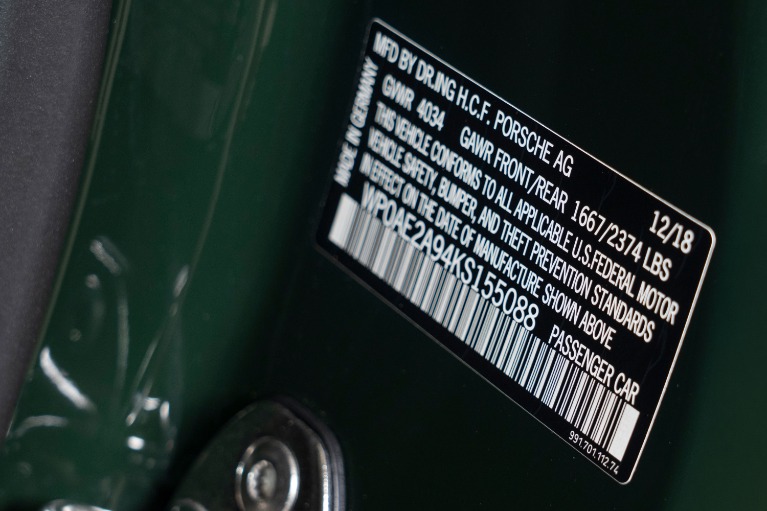 MFD BY DR.ING H.C.F. PORSCHE AG 12/18
GVWR 4034 GAWR FRONT/REAR 1667/2374 LBS
THIS VEHICLE CONFORMS TO ALL APPLICABLE U.S.FEDERAL MOTOR
VEHICLE SAFETY, BUMPER, AND THEFT PREVENTION STANDARDS
IN EFFECT ON THE DATE OF MANUFACTURE SHOWN ABOVE
WP0AE2A94KS155088 PASSENGER CAR
991.701.112.74
MADE IN GERMANY